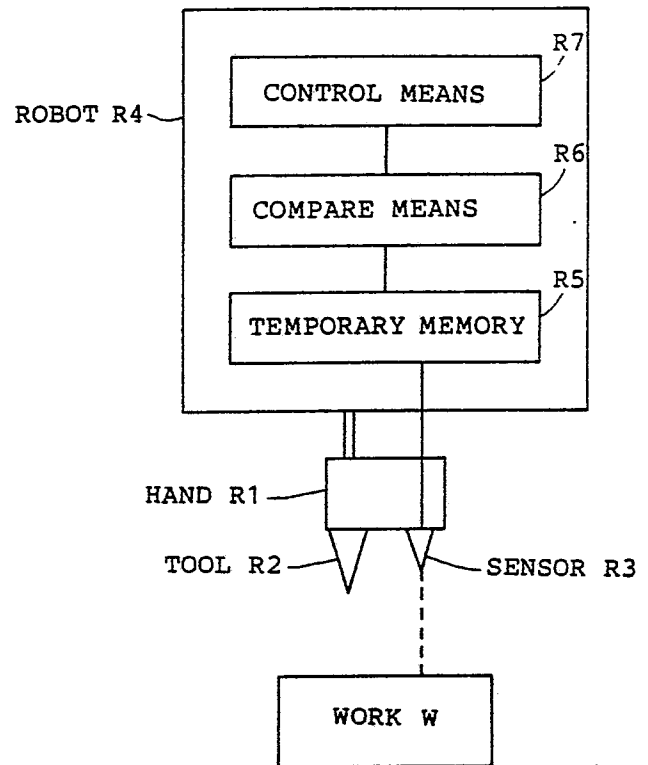 R7
CONTROL MEANS
ROBOT R4
R6
COMPARE MEANS
R5
TEMPORARY MEMORY
HAND R1
TOOL R2
SENSOR R3
WORK W